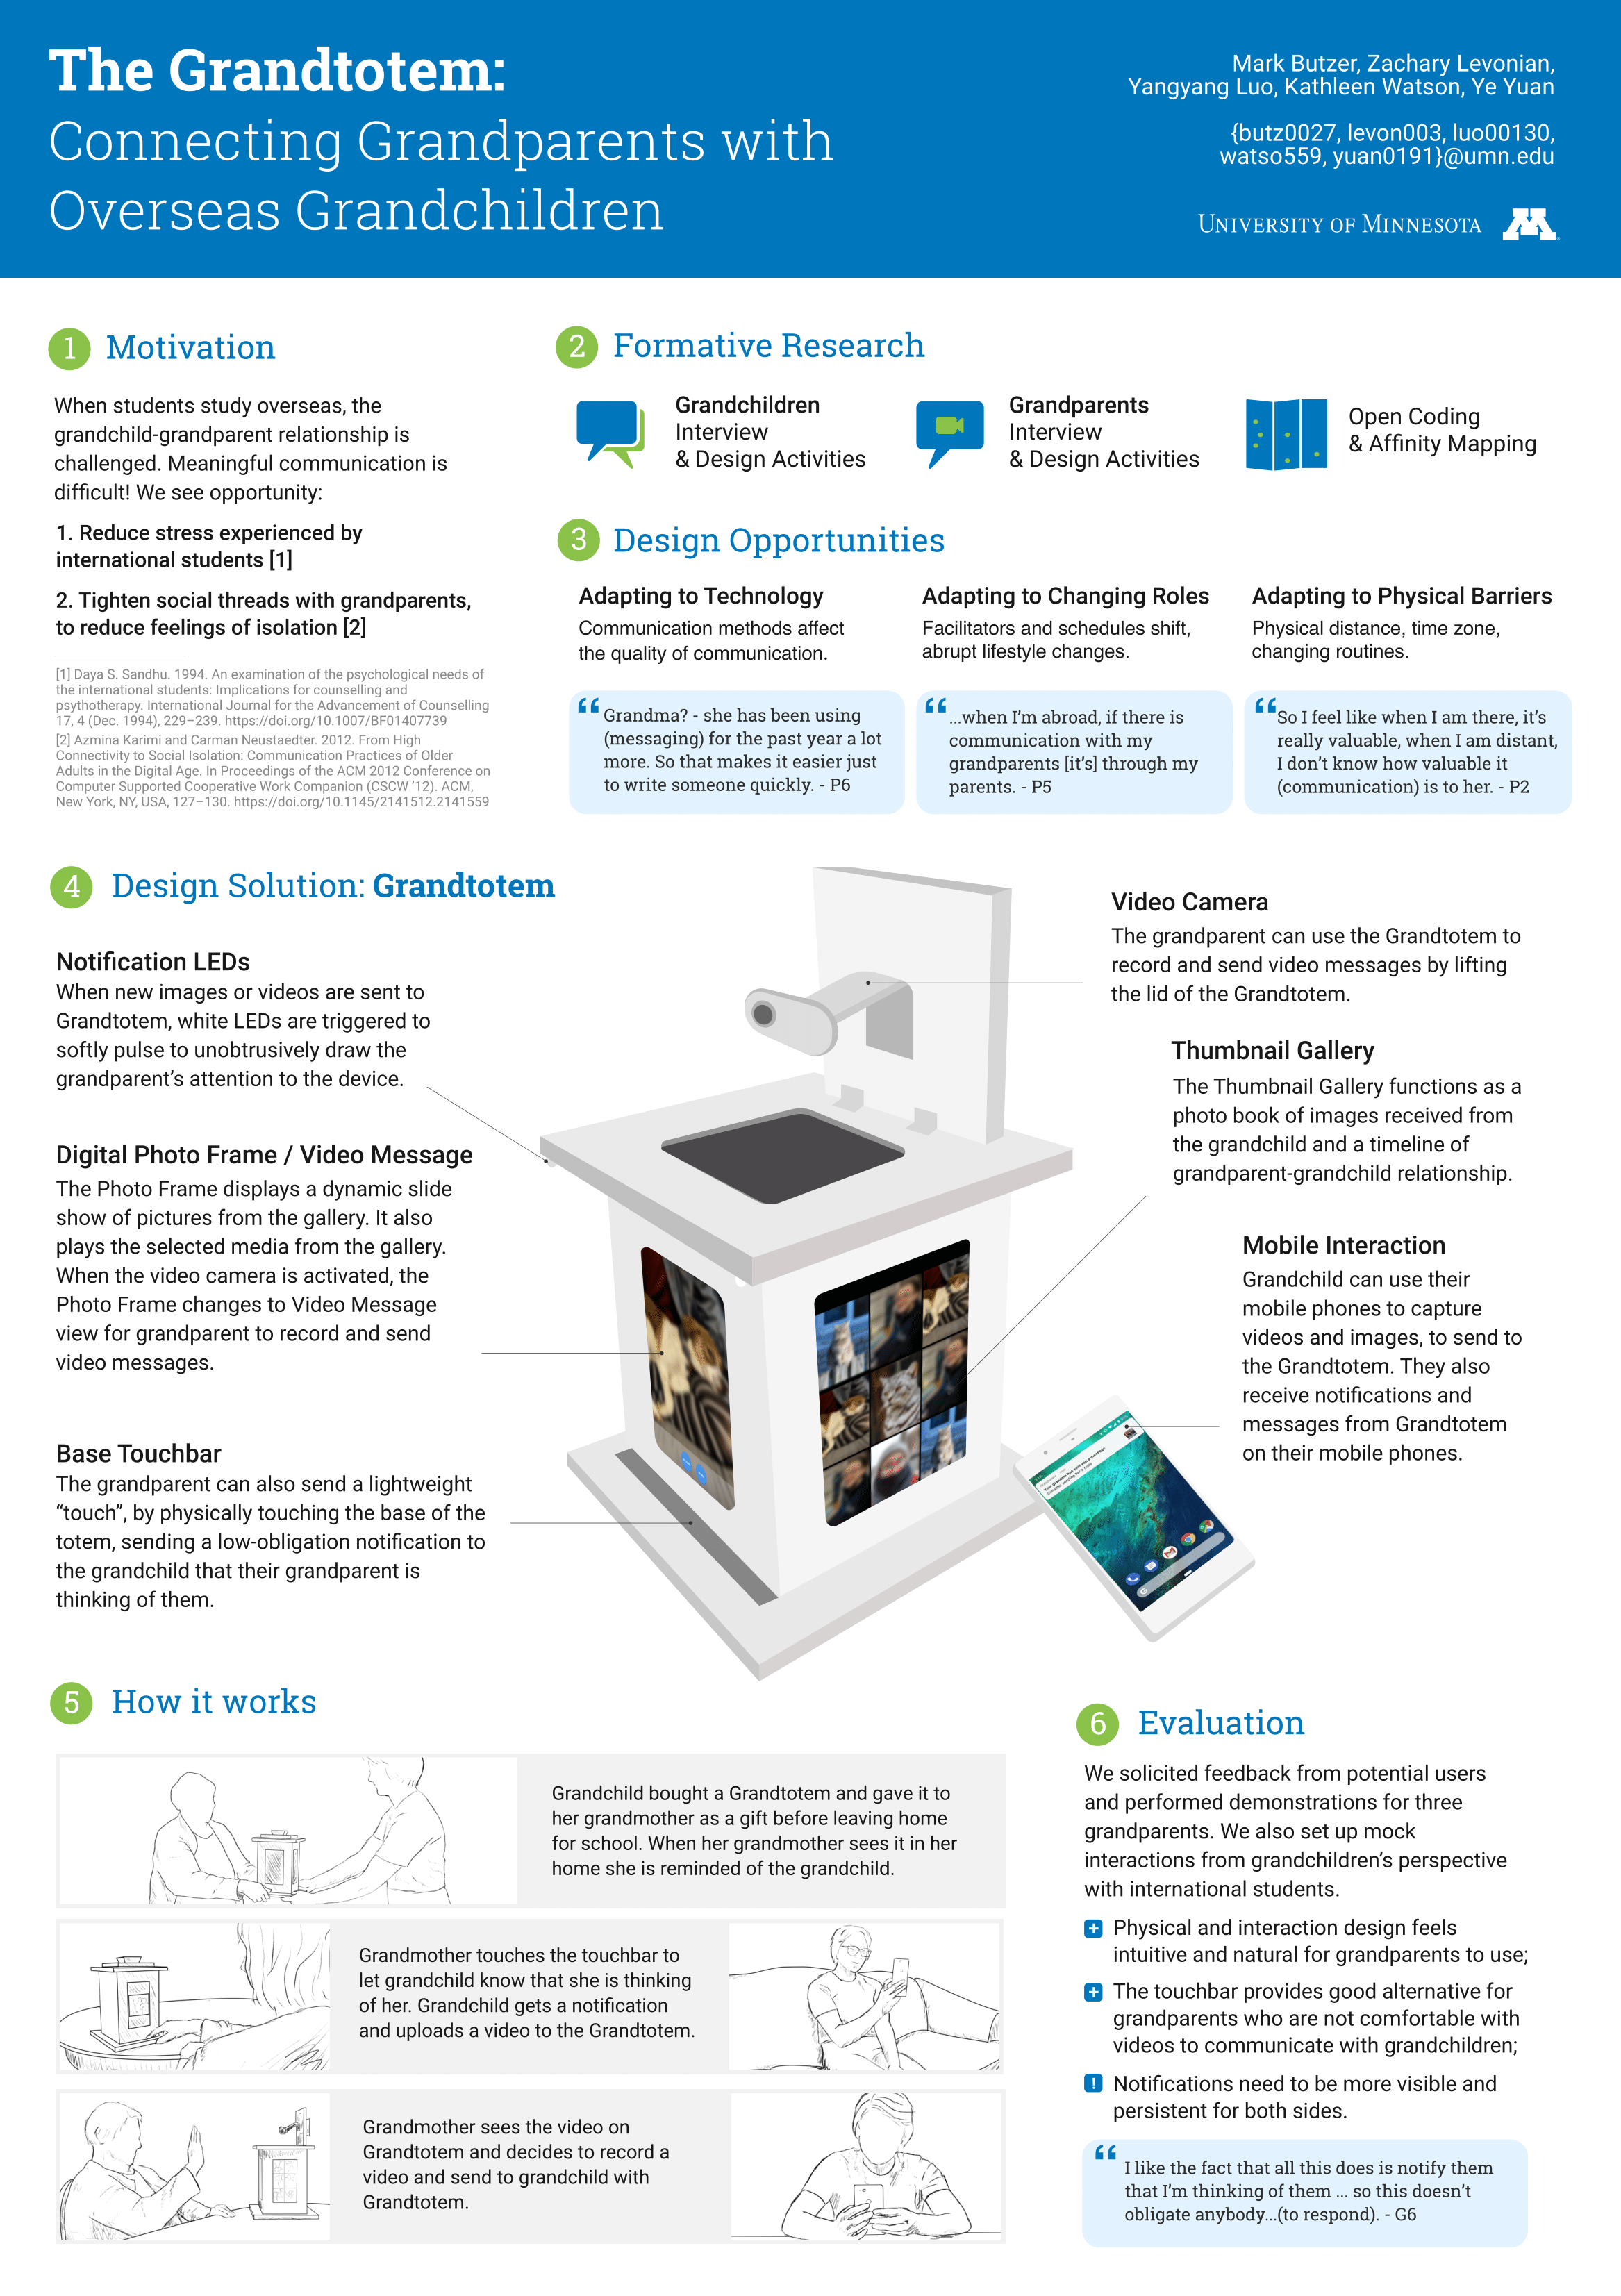 The Grandtotem:
Connecting Grandparents with
Overseas Grandchildren
Mark Butzer, Zachary Levonian,
Yangyang Luo, Kathleen Watson, Ye Yuan
{butz0027, levon003, luo00130,
watso559, yuan0191}@umn.edu
UNIVERSITY OF MINNESOTA
1 Motivation
When students study overseas, the
grandchild-grandparent relationship is
challenged. Meaningful communication is
difficult! We see opportunity:
1. Reduce stress experienced by
international students [1]
2. Tighten social threads with grandparents,
to reduce feelings of isolation [2]
[1] Daya S. Sandhu. 1994. An examination of the psychological needs of
the international students: Implications for counselling and
psythotherapy. International Journal for the Advancement of Counselling
17, 4 (Dec. 1994), 229–239. https://doi.org/10.1007/BF01407739
[2] Azmina Karimi and Carman Neustaedter. 2012. From High
Connectivity to Social Isolation: Communication Practices of Older
Adults in the Digital Age. In Proceedings of the ACM 2012 Conference on
Computer Supported Cooperative Work Companion (CSCW ’12). ACM,
New York, NY, USA, 127–130. https://doi.org/10.1145/2141512.2141559
2 Formative Research
Grandchildren
Interview
& Design Activities
Grandparents
Interview
& Design Activities
Open Coding
& Affinity Mapping
3 Design Opportunities
Adapting to Technology
Communication methods affect
the quality of communication.
“ Grandma? - she has been using
(messaging) for the past year a lot
more. So that makes it easier just
to write someone quickly. - P6
Adapting to Changing Roles
Facilitators and schedules shift,
abrupt lifestyle changes.
“ ...when I’m abroad, if there is
communication with my
grandparents [it’s] through my
parents. - P5
Adapting to Physical Barriers
Physical distance, time zone,
changing routines.
“ So I feel like when I am there, it’s
really valuable, when I am distant,
I don’t know how valuable it
(communication) is to her. - P2
4 Design Solution: Grandtotem
Notification LEDs
When new images or videos are sent to
Grandtotem, white LEDs are triggered to
softly pulse to unobtrusively draw the
grandparent’s attention to the device.
Digital Photo Frame / Video Message
The Photo Frame displays a dynamic slide
show of pictures from the gallery. It also
plays the selected media from the gallery.
When the video camera is activated, the
Photo Frame changes to Video Message
view for grandparent to record and send
video messages.
Base Touchbar
The grandparent can also send a lightweight
“touch”, by physically touching the base of the
totem, sending a low-obligation notification to
the grandchild that their grandparent is
thinking of them.
Video Camera
The grandparent can use the Grandtotem to
record and send video messages by lifting
the lid of the Grandtotem.
Thumbnail Gallery
The Thumbnail Gallery functions as a
photo book of images received from
the grandchild and a timeline of
grandparent-grandchild relationship.
Mobile Interaction
Grandchild can use their
mobile phones to capture
videos and images, to send to
the Grandtotem. They also
receive notifications and
messages from Grandtotem
on their mobile phones.
5 How it works
Grandchild bought a Grandtotem and gave it to
her grandmother as a gift before leaving home
for school. When her grandmother sees it in her
home she is reminded of the grandchild.
Grandmother touches the touchbar to
let grandchild know that she is thinking
of her. Grandchild gets a notification
and uploads a video to the Grandtotem.
Grandmother sees the video on
Grandtotem and decides to record a
video and send to grandchild with
Grandtotem.
6 Evaluation
We solicited feedback from potential users
and performed demonstrations for three
grandparents. We also set up mock
interactions from grandchildren’s perspective
with international students.
+ Physical and interaction design feels
intuitive and natural for grandparents to use;
+ The touchbar provides good alternative for
grandparents who are not comfortable with
videos to communicate with grandchildren;
! Notifications need to be more visible and
persistent for both sides.
“ I like the fact that all this does is notify them
that I’m thinking of them ... so this doesn’t
obligate anybody...(to respond). - G6